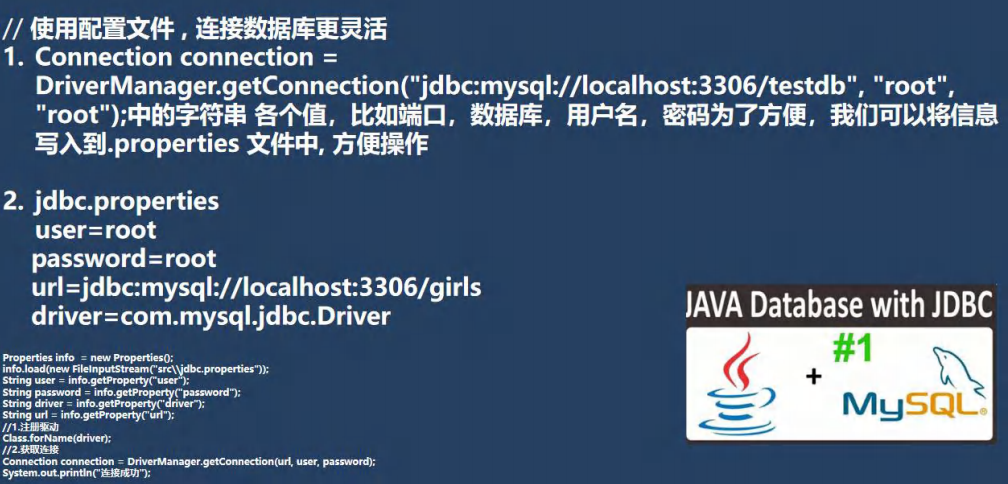 // 使用配置文件，连接数据库更灵活
1. Connection connection =
DriverManager.getConnection("jdbc:mysql://localhost:3306/testdb", "root",
"root");中的字符串 各个值，比如端口，数据库，用户名，密码为了方便，我们可以将信息
写入到.properties 文件中, 方便操作
2. jdbc.properties
user=root
password=root
url=jdbc:mysql://localhost:3306/girls
driver=com.mysql.jdbc.Driver
JAVA Database with JDBC
#1
+
MySQL®
Properties info = new Properties();
info.load(new FileInputStream("src\\jdbc.properties"));
String user = info.getProperty("user");
String password = info.getProperty("password");
String driver = info.getProperty("driver");
String url = info.getProperty("url");
//1.注册驱动
Class.forName(driver);
//2.获取连接
Connection connection = DriverManager.getConnection(url, user, password);
System.out.println("连接成功");